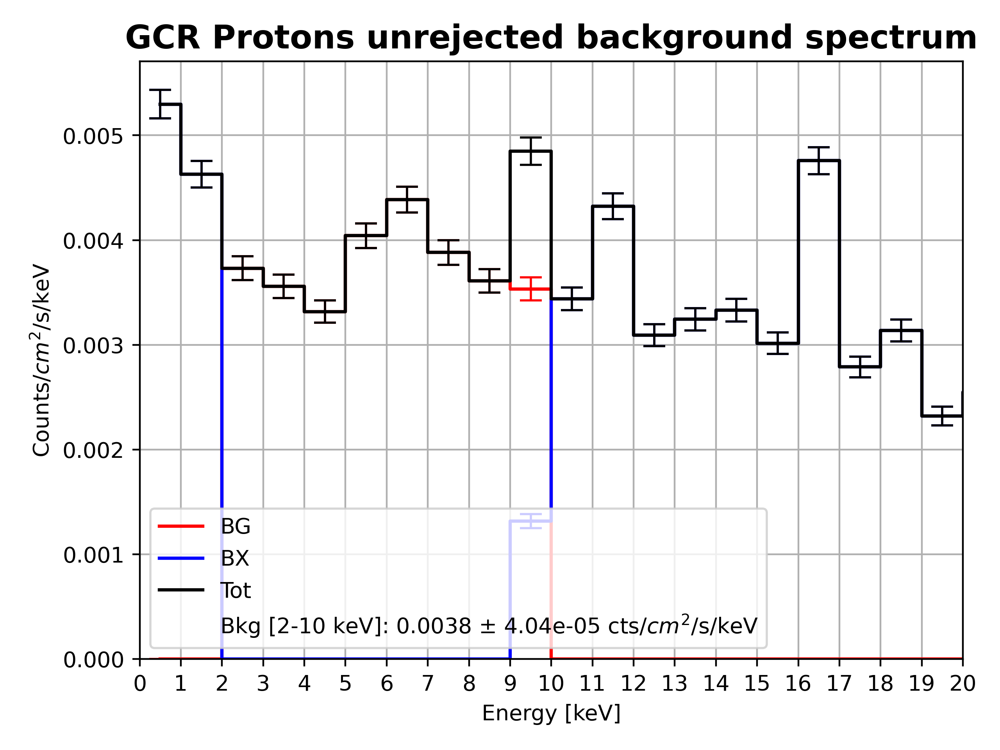 GCR Protons unrejected background spectrum
Counts/cm²/s/keV
0.005
0.004
0.003
0.002
0.001
0.000
BG
BX
Tot
Bkg [2-10 keV]: 0.0038 ± 4.04e-05 cts/cm²/s/keV
0 1 2 3 4 5 6 7 8 9 10 11 12 13 14 15 16 17 18 19 20
Energy [keV]